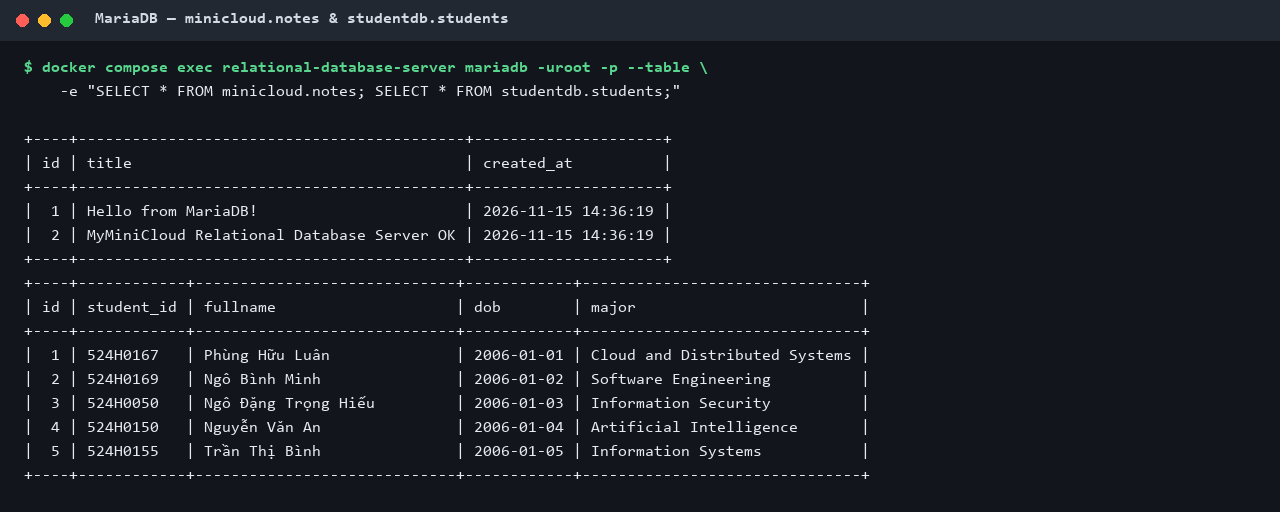 MariaDB — minicloud.notes & studentdb.students
$ docker compose exec relational-database-server mariadb -uroot -p --table \
    -e "SELECT * FROM minicloud.notes; SELECT * FROM studentdb.students;"
+----+-------------------------------------------+---------------------+
| id | title                                     | created_at          |
+----+-------------------------------------------+---------------------+
|  1 | Hello from MariaDB!                       | 2026-11-15 14:36:19 |
|  2 | MyMiniCloud Relational Database Server OK | 2026-11-15 14:36:19 |
+----+-------------------------------------------+---------------------+
+----+------------+-----------------------------+------------+-------------------------------+
| id | student_id | fullname                    | dob        | major                         |
+----+------------+-----------------------------+------------+-------------------------------+
|  1 | 524H0167   | Phùng Hữu Luân              | 2006-01-01 | Cloud and Distributed Systems |
|  2 | 524H0169   | Ngô Bình Minh               | 2006-01-02 | Software Engineering          |
|  3 | 524H0050   | Ngô Đặng Trọng Hiếu         | 2006-01-03 | Information Security          |
|  4 | 524H0150   | Nguyễn Văn An               | 2006-01-04 | Artificial Intelligence       |
|  5 | 524H0155   | Trần Thị Bình               | 2006-01-05 | Information Systems           |
+----+------------+-----------------------------+------------+-------------------------------+